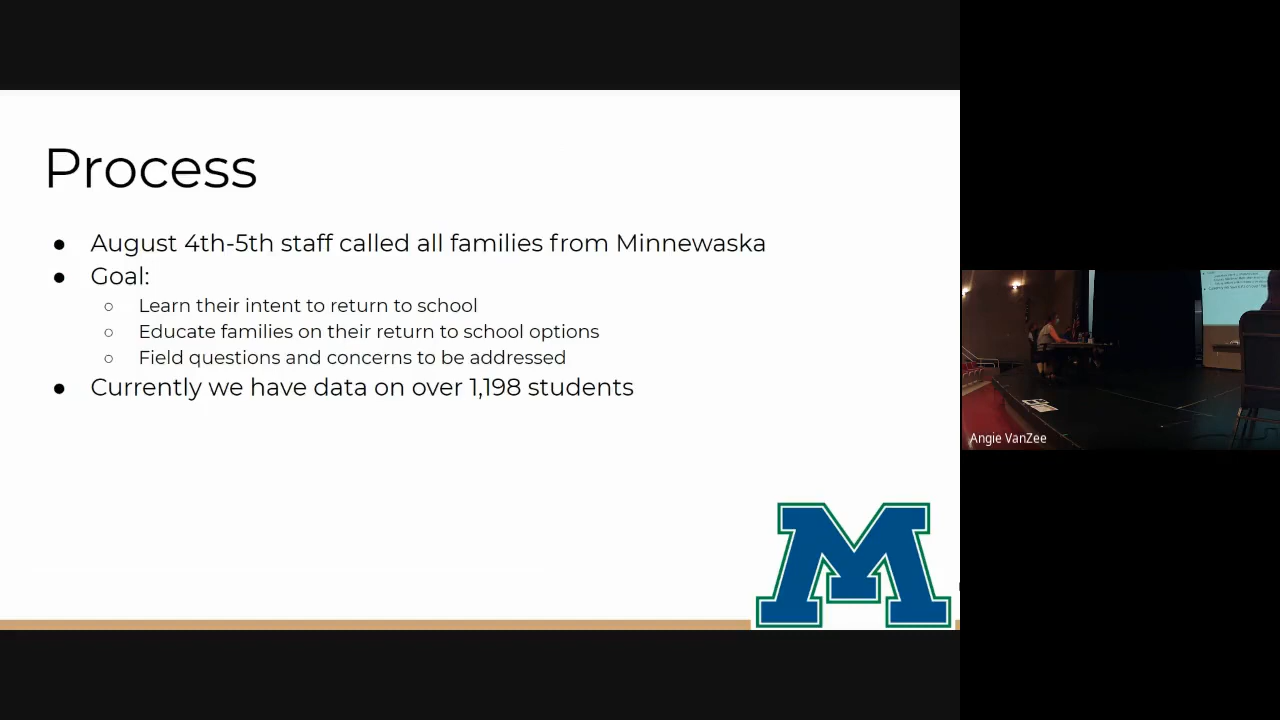 Process
● August 4th-5th staff called all families from Minnewaska
● Goal:
○ Learn their intent to return to school
○ Educate families on their return to school options
○ Field questions and concerns to be addressed
● Currently we have data on over 1,198 students
M
Angie VanZee